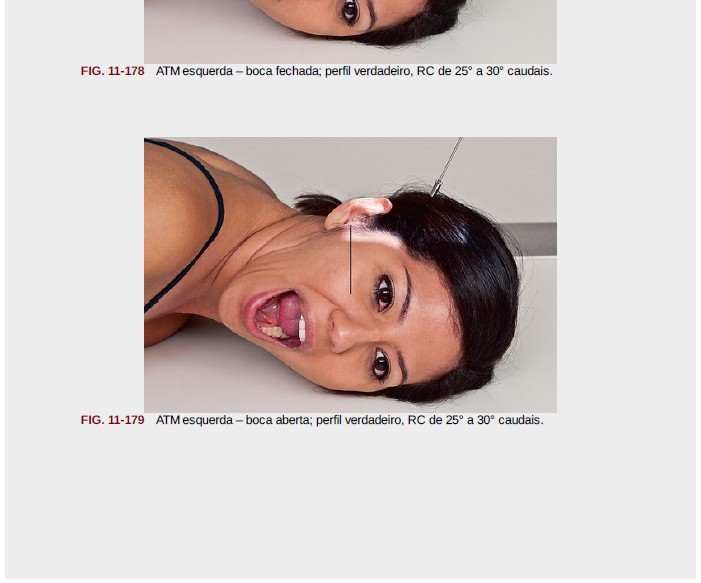 FIG. 11-178 ATM esquerda – boca fechada; perfil verdadeiro, RC de 25° a 30° caudais.
FIG. 11-179 ATM esquerda – boca aberta; perfil verdadeiro, RC de 25° a 30° caudais.